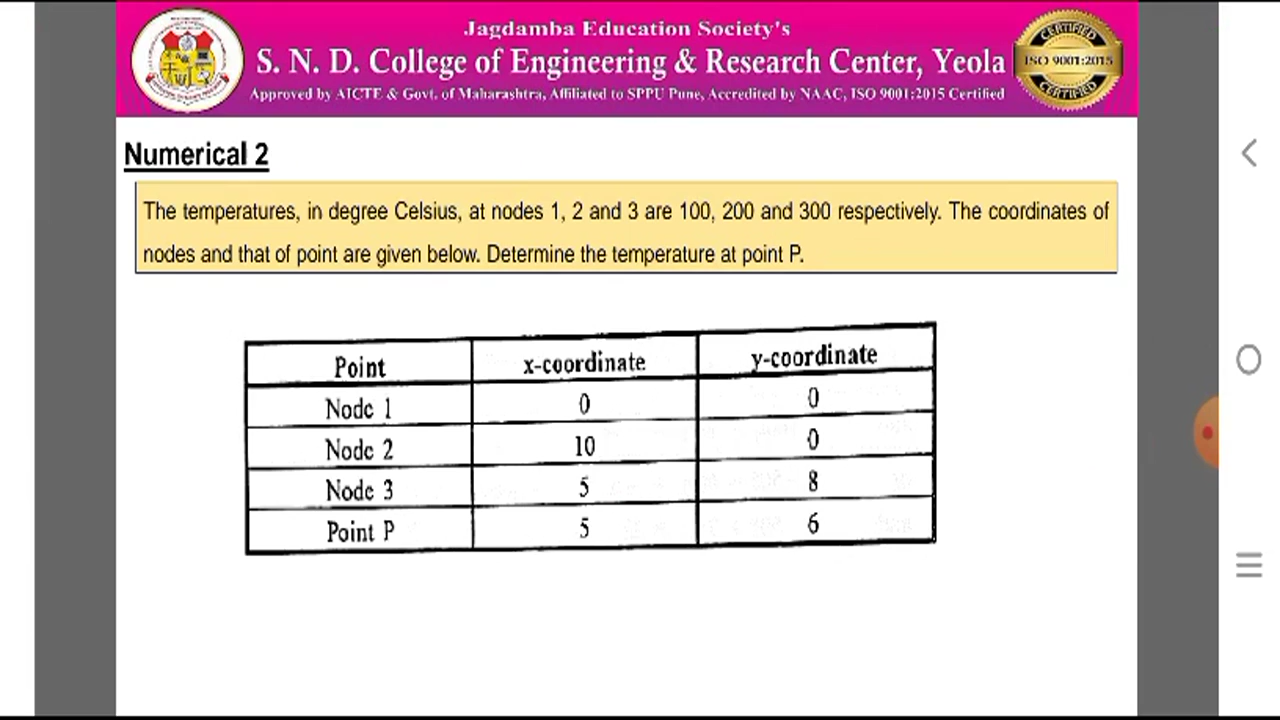 Jagdamba Education Society's
S. N. D. College of Engineering & Research Center, Yeola
Approved by AICTE & Govt. of Maharashtra, Affiliated to SPPU Pune, Accredited by NAAC, ISO 9001:2015 Certified
CERTIFIED
ISO 9001:2015
CERTIFIED
Numerical 2
The temperatures, in degree Celsius, at nodes 1, 2 and 3 are 100, 200 and 300 respectively. The coordinates of
nodes and that of point are given below. Determine the temperature at point P.
Point x-coordinate y-coordinate
Node 1 0 0
Node 2 10 0
Node 3 5 8
Point P 5 6